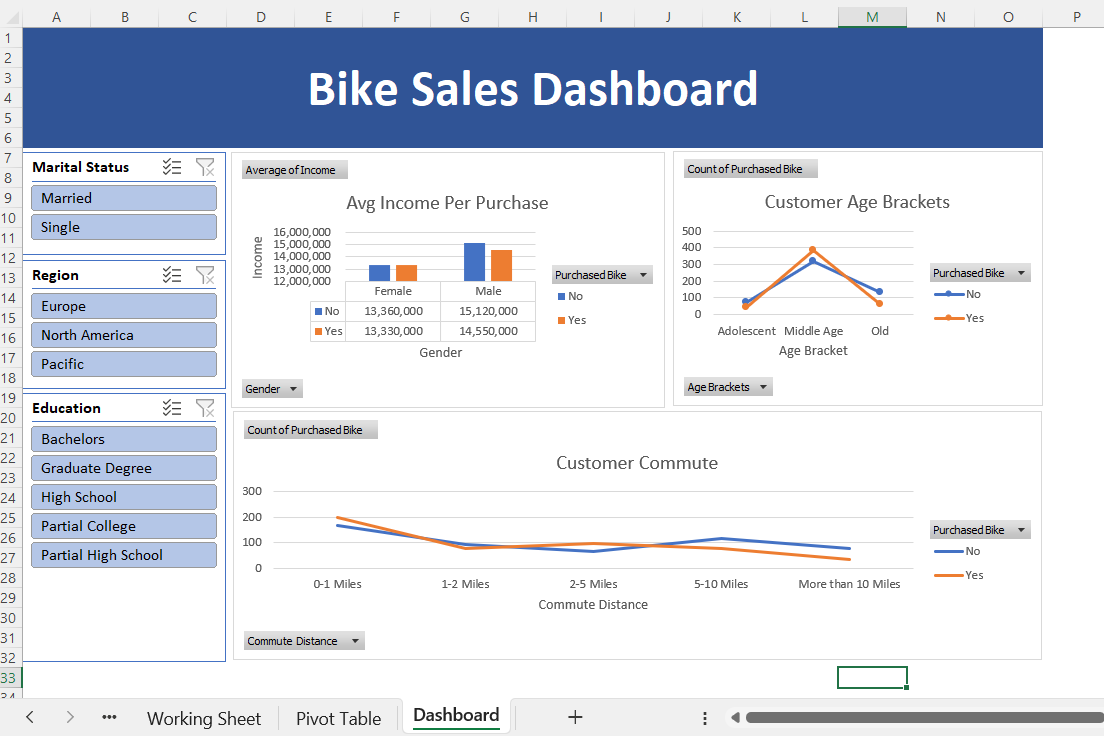 A B C D E F G H I J K L M N O P
1
2
3
4
5
6
7
8
9
10
11
12
13
14
15
16
17
18
19
20
21
22
23
24
25
26
27
28
29
30
31
32
33
34
Bike Sales Dashboard
Marital Status
Married
Single
Region
Europe
North America
Pacific
Education
Bachelors
Graduate Degree
High School
Partial College
Partial High School
Average of Income
Avg Income Per Purchase
Income
16,000,000
15,000,000
14,000,000
13,000,000
12,000,000
Female Male
No 13,360,000 15,120,000
Yes 13,330,000 14,550,000
Gender
Purchased Bike
No
Yes
Gender
Count of Purchased Bike
Customer Age Brackets
500
400
300
200
100
0
Adolescent Middle Age Old
Age Bracket
Purchased Bike
No
Yes
Age Brackets
Count of Purchased Bike
Customer Commute
300
200
100
0
0-1 Miles 1-2 Miles 2-5 Miles 5-10 Miles More than 10 Miles
Commute Distance
Purchased Bike
No
Yes
Commute Distance
Working Sheet Pivot Table Dashboard